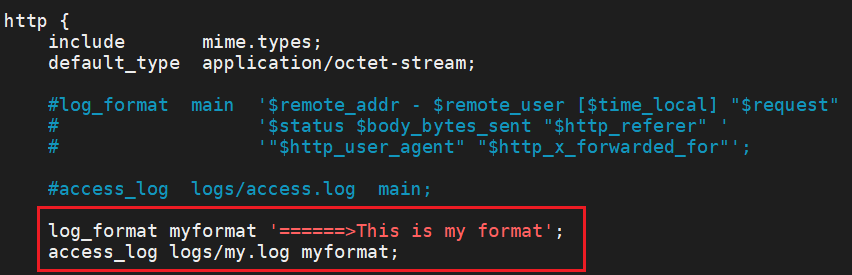 http {
    include       mime.types;
    default_type  application/octet-stream;
    #log_format  main  '$remote_addr - $remote_user [$time_local] "$request"
    #                  '$status $body_bytes_sent "$http_referer" '
    #                  '"$http_user_agent" "$http_x_forwarded_for"';
    #access_log  logs/access.log  main;
    log_format myformat '======>This is my format';
    access_log logs/my.log myformat;